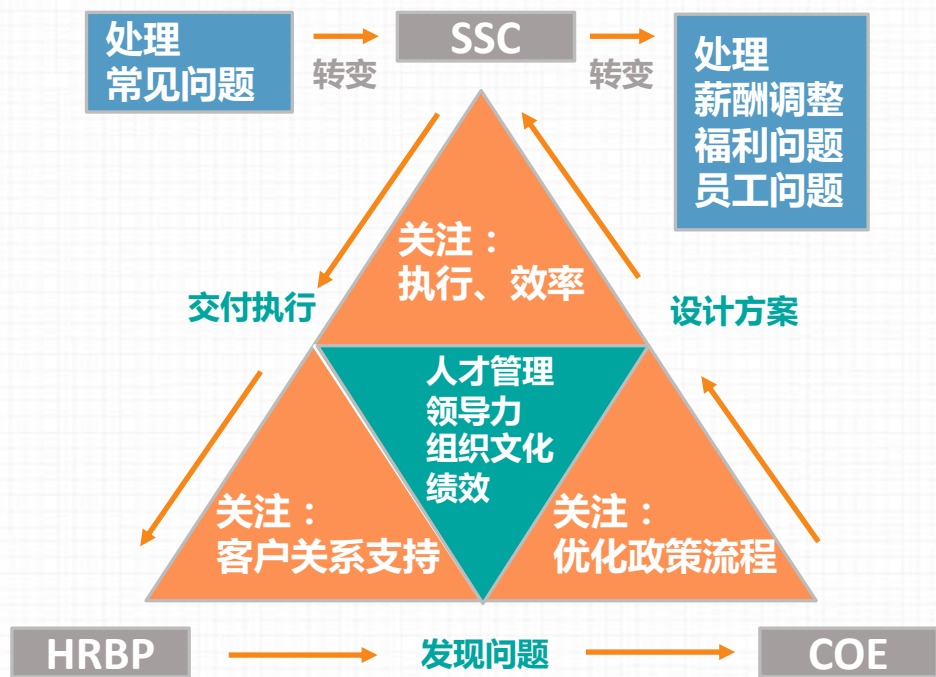 处理
常见问题
转变
SSC
转变
处理
薪酬调整
福利问题
员工问题
关注：
执行、效率
交付执行
设计方案
人才管理
领导力
组织文化
绩效
关注：
客户关系支持
关注：
优化政策流程
HRBP
发现问题
COE